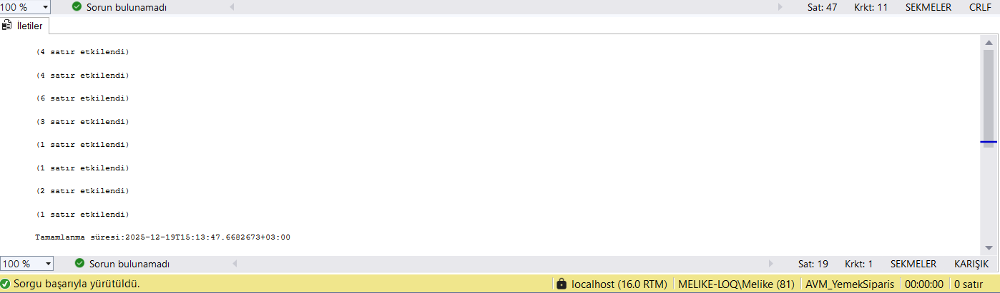 100 % Sorun bulunamadı Sat: 47 Krkt: 11 SEKMELER CRLF
İletiler
(4 satır etkilendi)
(4 satır etkilendi)
(6 satır etkilendi)
(3 satır etkilendi)
(1 satır etkilendi)
(1 satır etkilendi)
(2 satır etkilendi)
(1 satır etkilendi)
Tamamlanma süresi:2025-12-19T15:13:47.6682673+03:00
100 % Sorun bulunamadı Sat: 19 Krkt: 1 SEKMELER KARIŞIK
Sorgu başarıyla yürütüldü. localhost (16.0 RTM) MELIKE-LOQ\Melike (81) AVM_YemekSiparis 00:00:00 0 satır